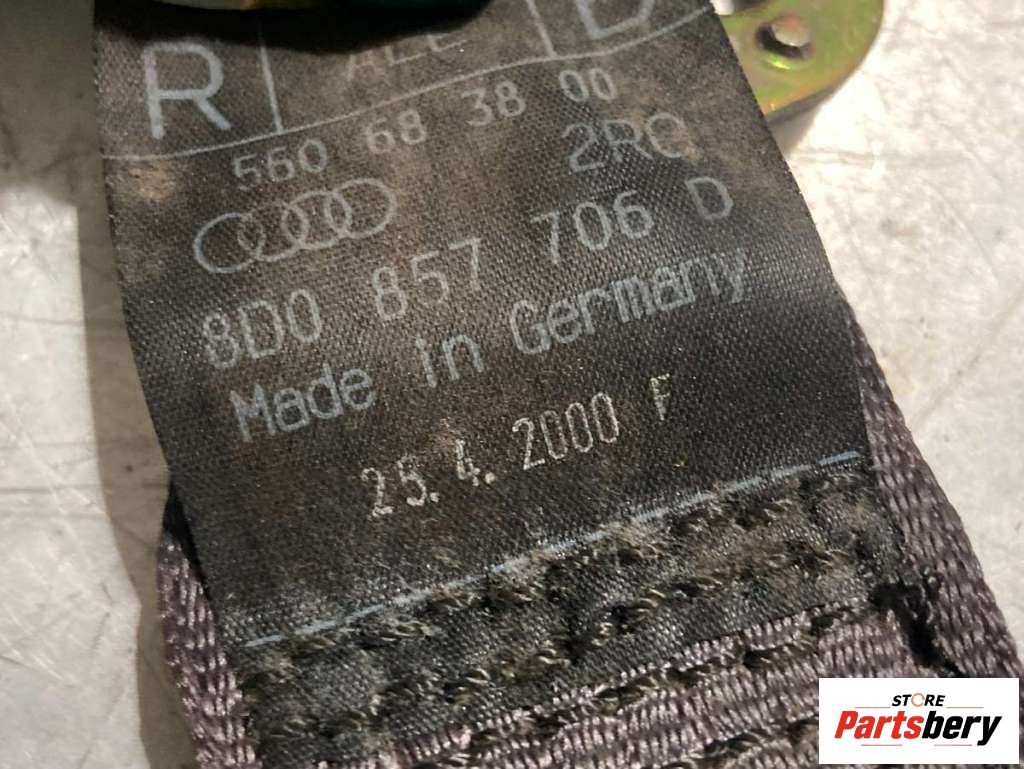 R
560 68 38 00
2RC
8D0 857 706 D
Made in Germany
25.4.2000 F
STORE
Partsbery